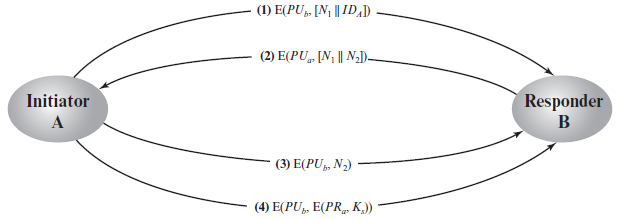 (1) E(PU_b, [N_1 || ID_A])
(2) E(PU_a, [N_1 || N_2])
Initiator
A
Responder
B
(3) E(PU_b, N_2)
(4) E(PU_b, E(PR_a, K_s))